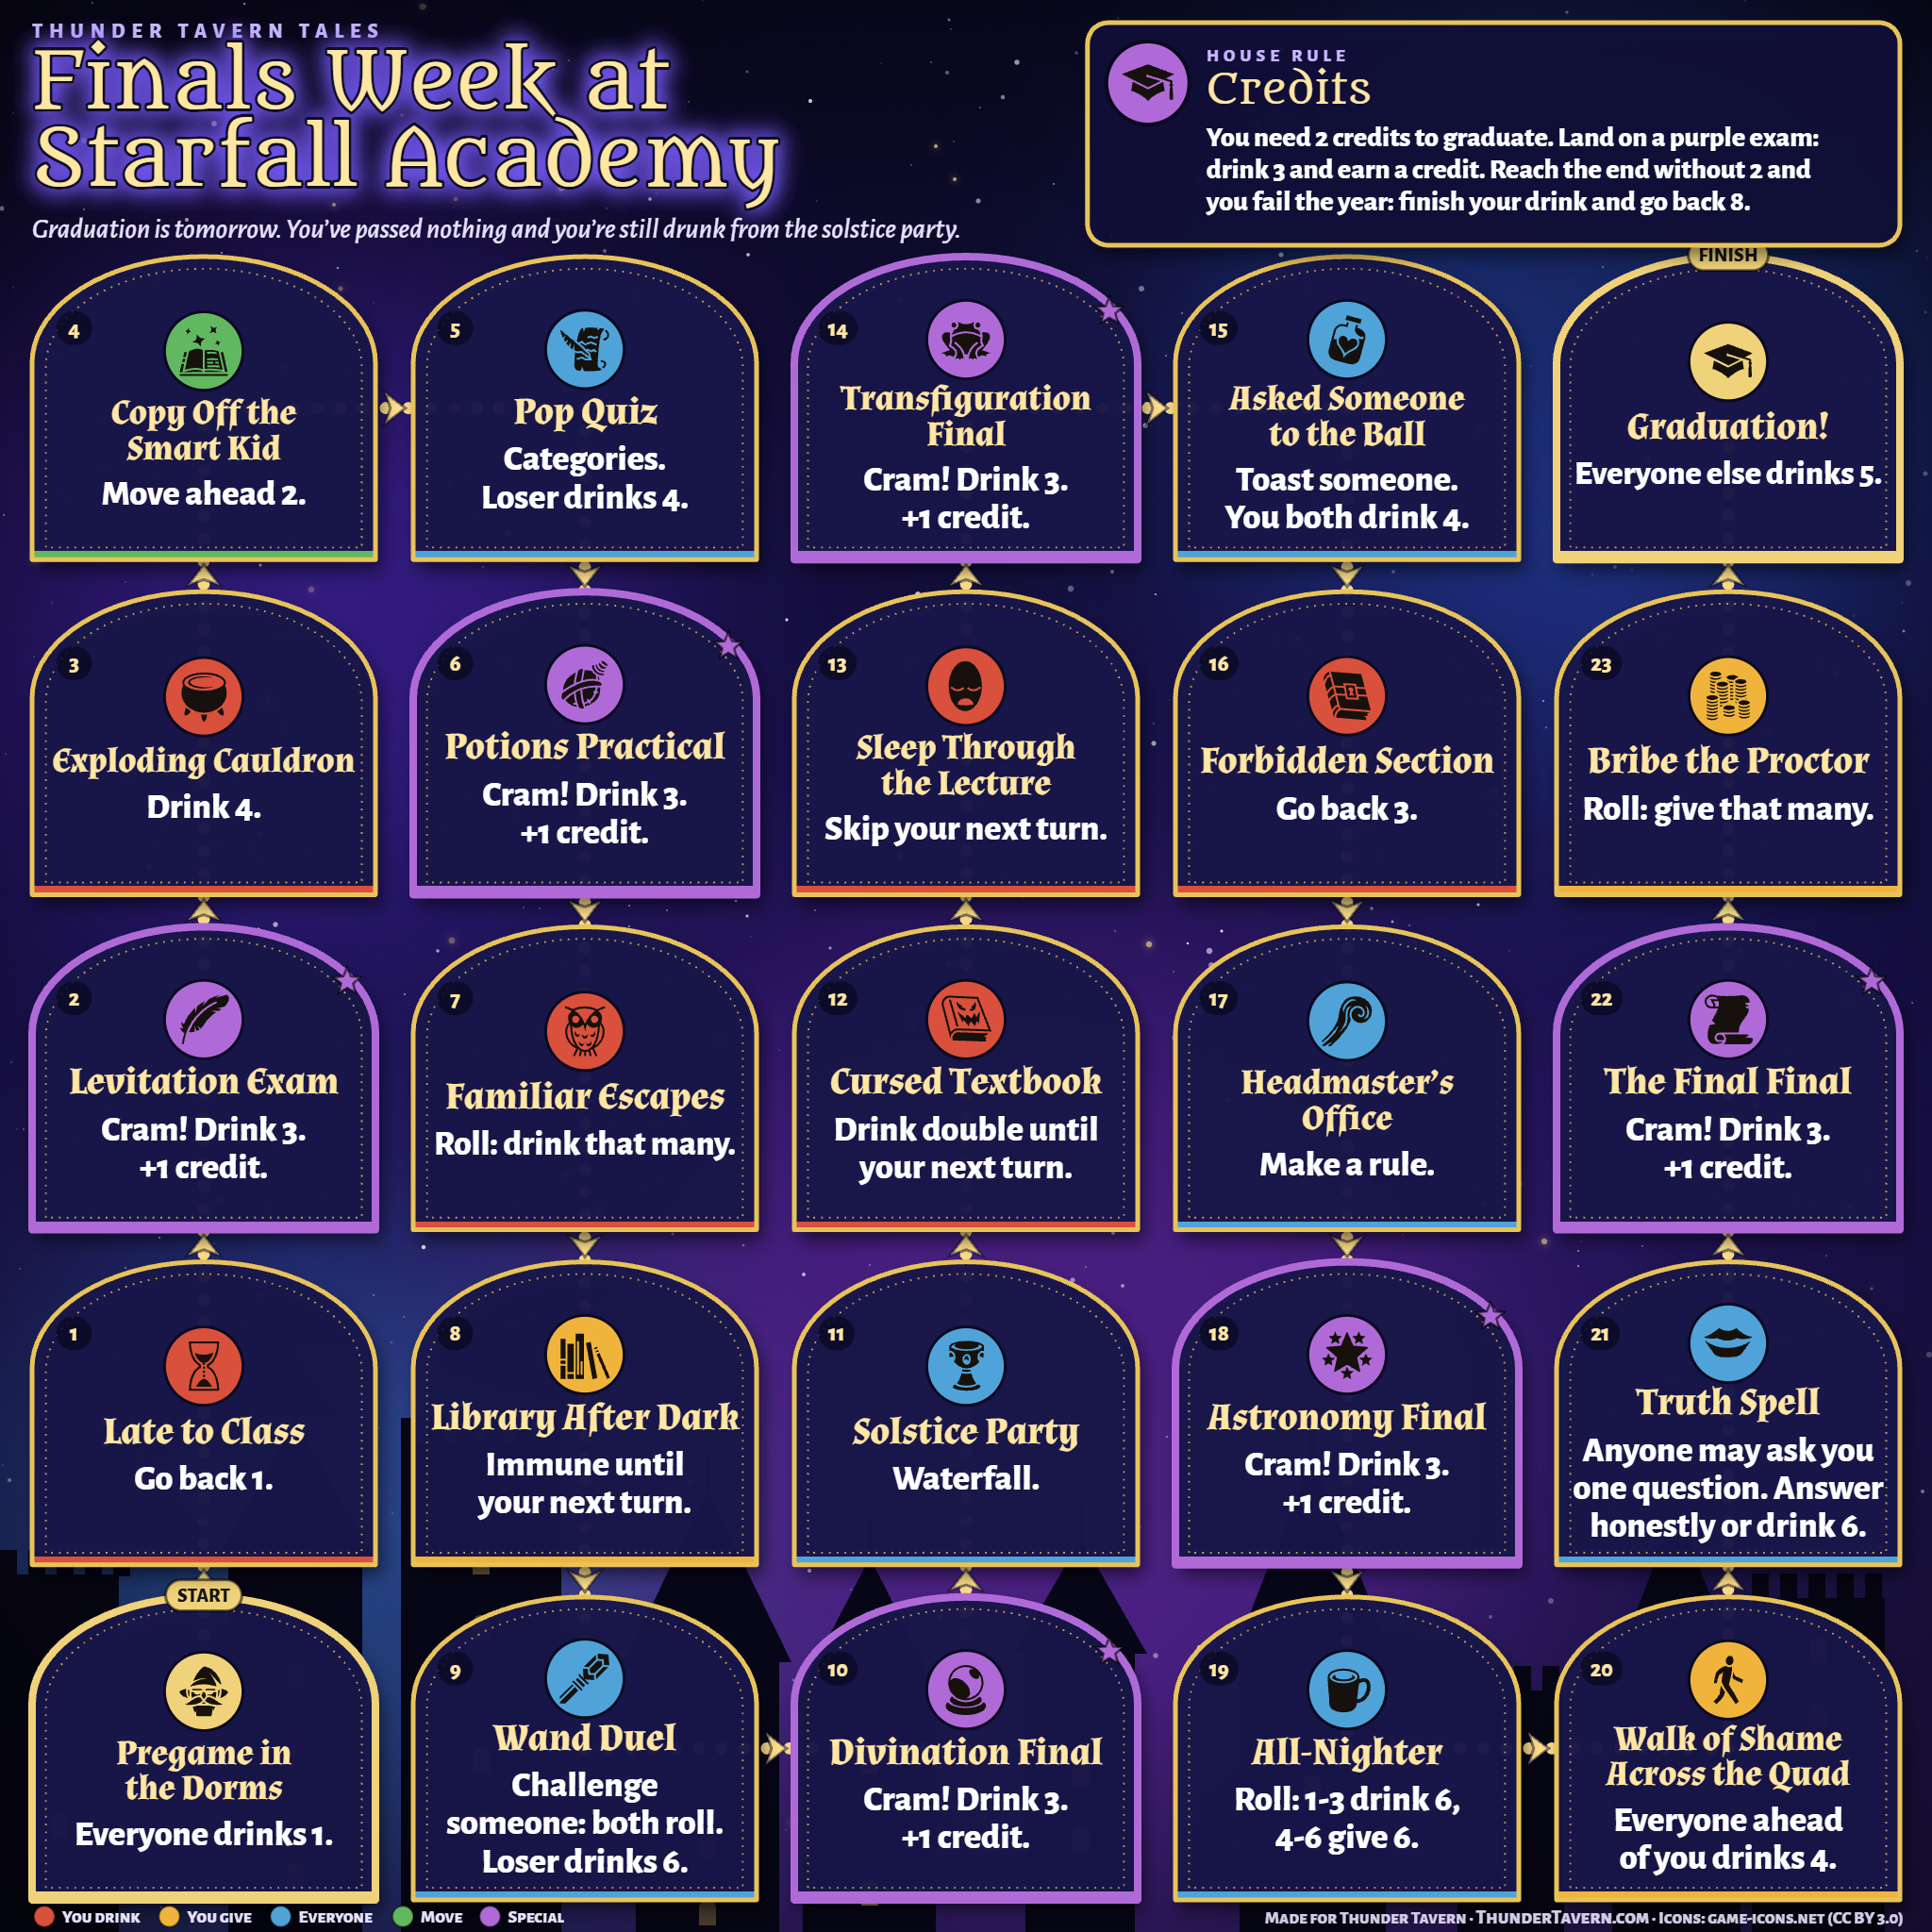 THUNDER TAVERN TALES
Finals Week at
Starfall Academy
Graduation is tomorrow. You've passed nothing and you're still drunk from the solstice party.
HOUSE RULE
Credits
You need 2 credits to graduate. Land on a purple exam:
drink 3 and earn a credit. Reach the end without 2 and
you fail the year: finish your drink and go back 8.
4
Copy Off the
Smart Kid
Move ahead 2.
5
Pop Quiz
Categories.
Loser drinks 4.
14
Transfiguration
Final
Cram! Drink 3.
+1 credit.
15
Asked Someone
to the Ball
Toast someone.
You both drink 4.
FINISH
Graduation!
Everyone else drinks 5.
3
Exploding Cauldron
Drink 4.
6
Potions Practical
Cram! Drink 3.
+1 credit.
13
Sleep Through
the Lecture
Skip your next turn.
16
Forbidden Section
Go back 3.
23
Bribe the Proctor
Roll: give that many.
2
Levitation Exam
Cram! Drink 3.
+1 credit.
7
Familiar Escapes
Roll: drink that many.
12
Cursed Textbook
Drink double until
your next turn.
17
Headmaster's
Office
Make a rule.
22
The Final Final
Cram! Drink 3.
+1 credit.
1
Late to Class
Go back 1.
8
Library After Dark
Immune until
your next turn.
11
Solstice Party
Waterfall.
18
Astronomy Final
Cram! Drink 3.
+1 credit.
21
Truth Spell
Anyone may ask you
one question. Answer
honestly or drink 6.
START
Pregame in
the Dorms
Everyone drinks 1.
9
Wand Duel
Challenge
someone: both roll.
Loser drinks 6.
10
Divination Final
Cram! Drink 3.
+1 credit.
19
All-Nighter
Roll: 1-3 drink 6,
4-6 give 6.
20
Walk of Shame
Across the Quad
Everyone ahead
of you drinks 4.
YOU DRINK
YOU GIVE
EVERYONE
MOVE
SPECIAL
MADE FOR THUNDER TAVERN · THUNDERTAVERN.COM · ICONS: GAME-ICONS.NET (CC BY 3.0)